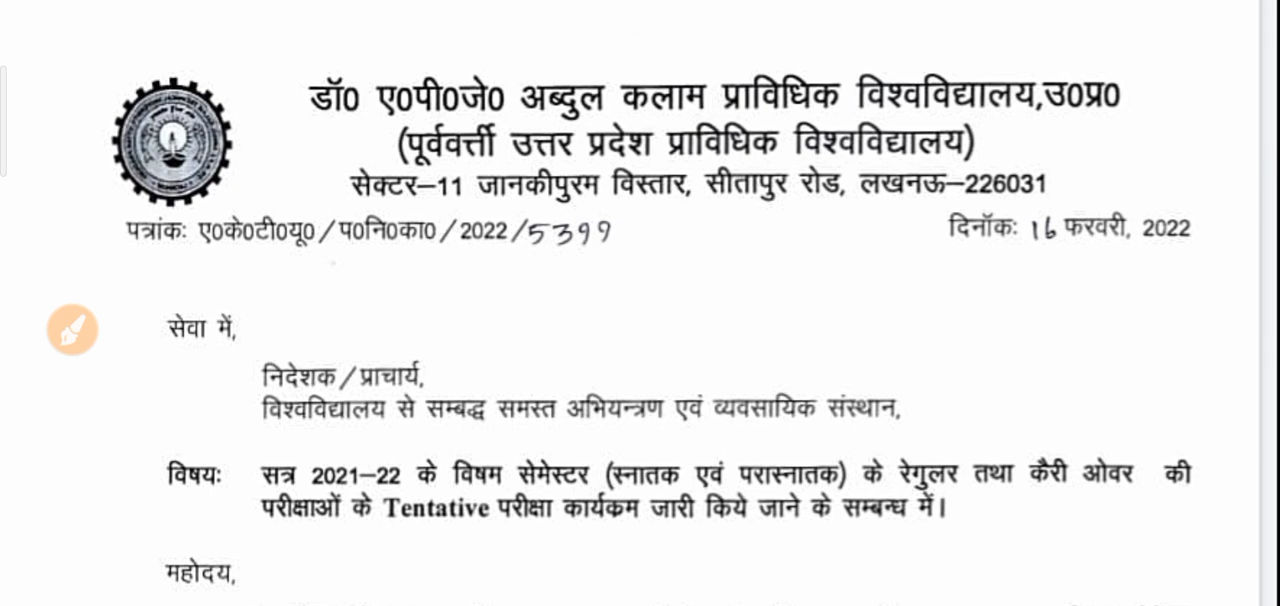 डॉ0 ए0पी0जे0 अब्दुल कलाम प्राविधिक विश्वविद्यालय,उ0प्र0
(पूर्ववर्ती उत्तर प्रदेश प्राविधिक विश्वविद्यालय)
सेक्टर–11 जानकीपुरम विस्तार, सीतापुर रोड, लखनऊ–226031
पत्रांकः ए0के0टी0यू0/प0नि0का0/2022/5399 दिनॉकः 16 फरवरी, 2022
सेवा में,
निदेशक/प्राचार्य,
विश्वविद्यालय से सम्बद्ध समस्त अभियन्त्रण एवं व्यवसायिक संस्थान,
विषयः सत्र 2021–22 के विषम सेमेस्टर (स्नातक एवं परास्नातक) के रेगुलर तथा कैरी ओवर की
परीक्षाओं के Tentative परीक्षा कार्यकम जारी किये जाने के सम्बन्ध में।
महोदय,